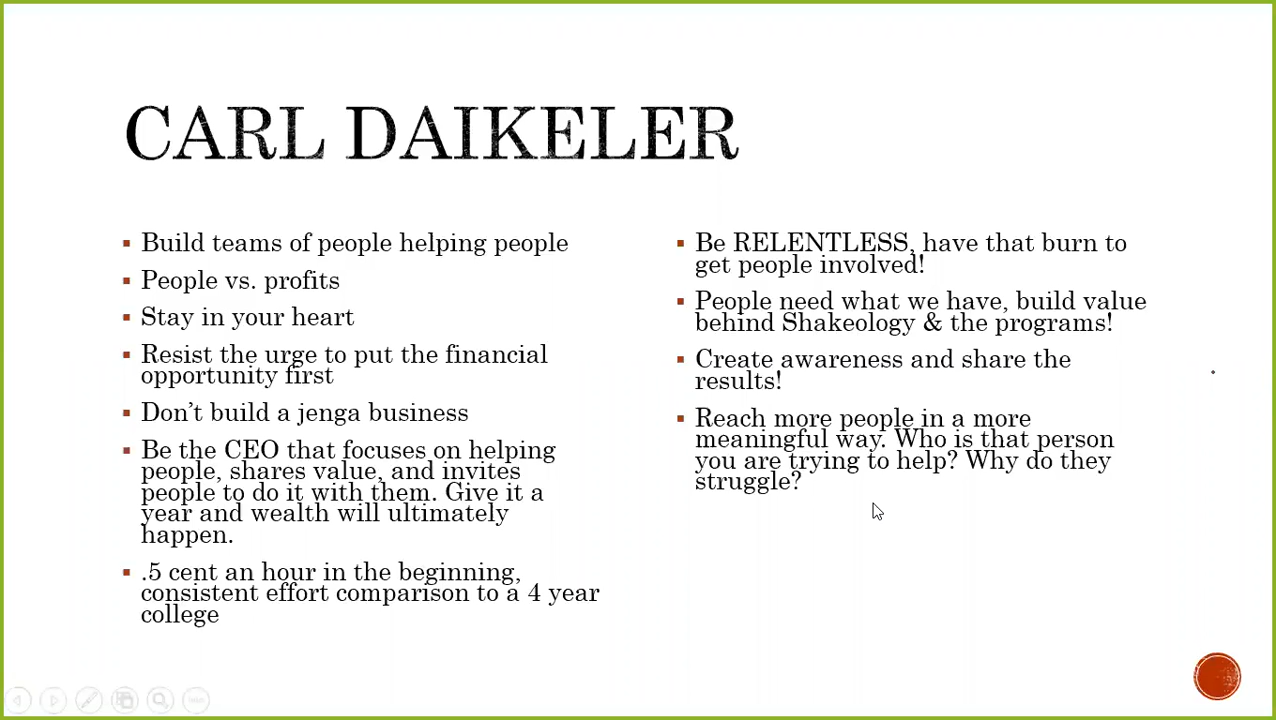 CARL DAIKELER
Build teams of people helping people
People vs. profits
Stay in your heart
Resist the urge to put the financial
opportunity first
Don't build a jenga business
Be the CEO that focuses on helping
people, shares value, and invites
people to do it with them. Give it a
year and wealth will ultimately
happen.
.5 cent an hour in the beginning,
consistent effort comparison to a 4 year
college
Be RELENTLESS, have that burn to
get people involved!
People need what we have, build value
behind Shakeology & the programs!
Create awareness and share the
results!
Reach more people in a more
meaningful way. Who is that person
you are trying to help? Why do they
struggle?